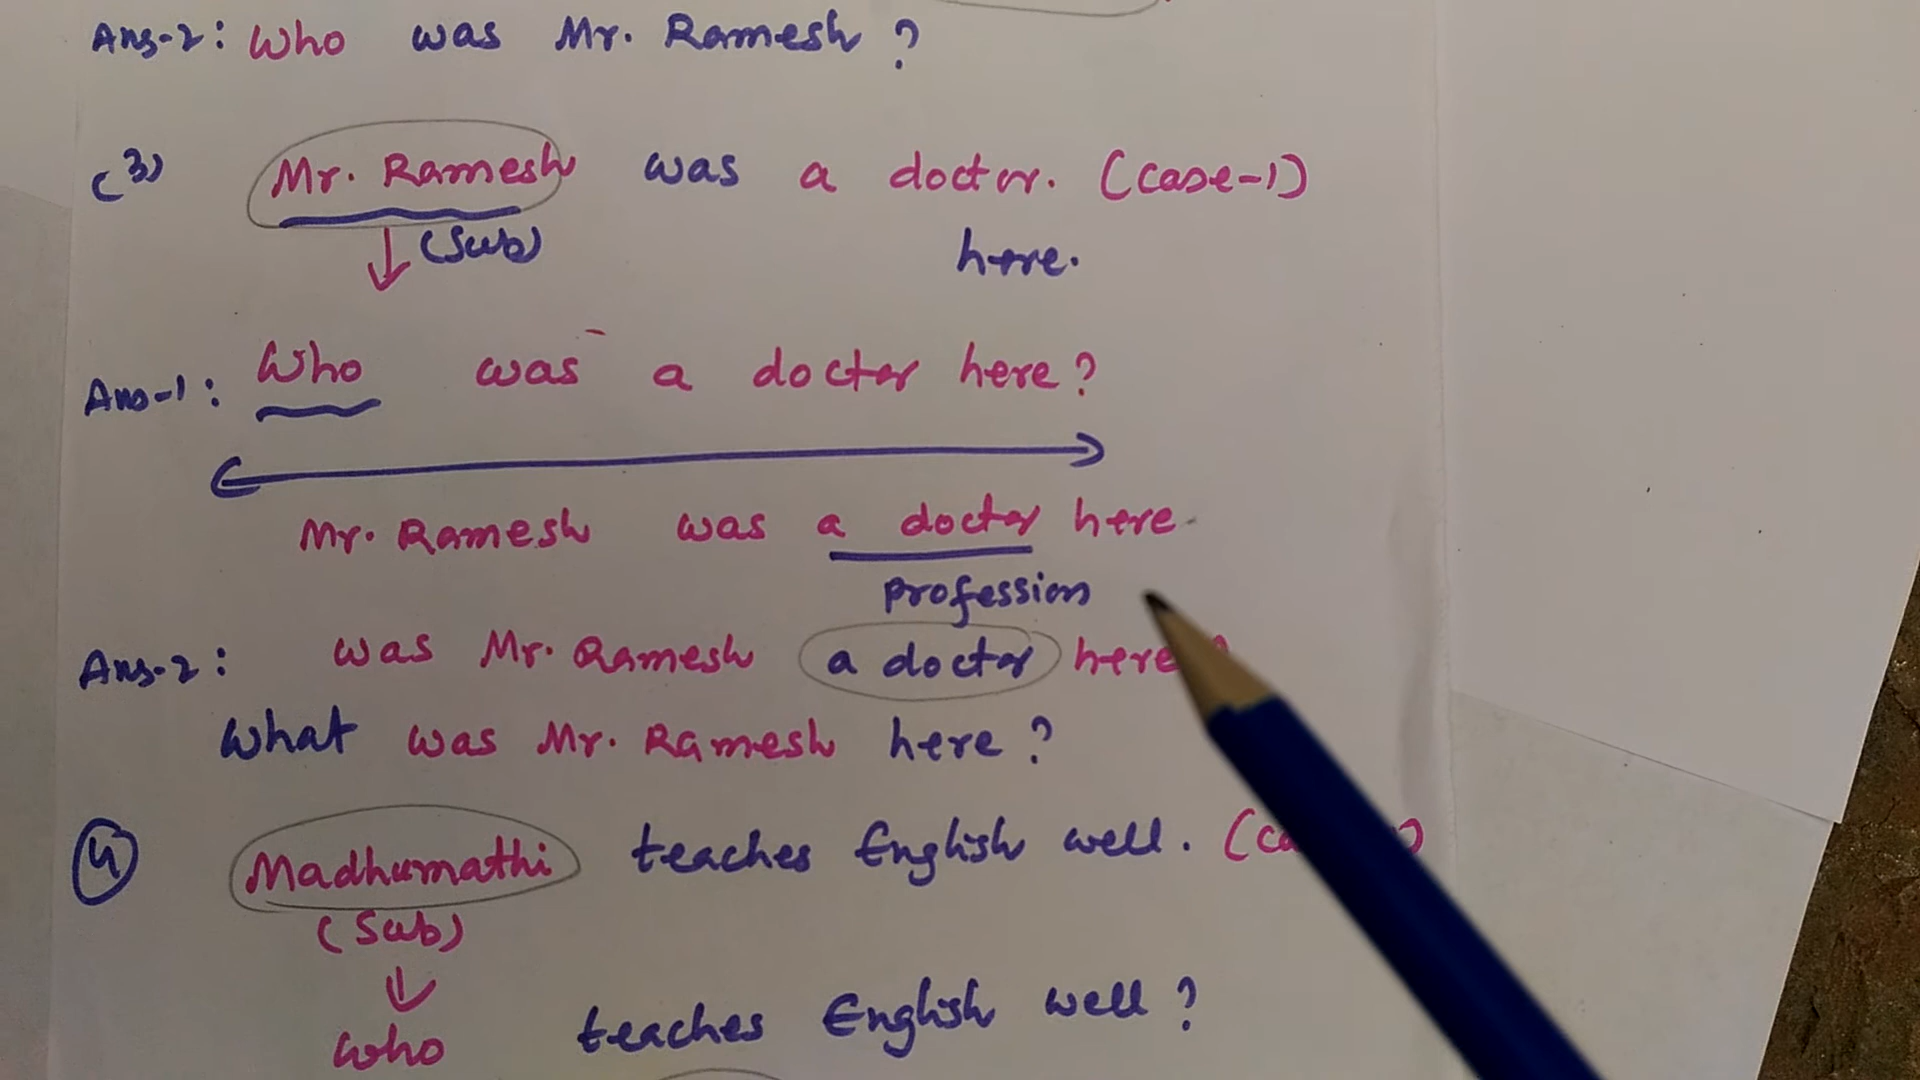 Ans-2: Who was Mr. Ramesh?
(3) Mr. Ramesh was a doctor. (case-1)
(Sub) here.
Ans-1: Who was a doctor here?
Mr. Ramesh was a doctor here.
profession
Ans-2: was Mr. Ramesh a doctor here?
What was Mr. Ramesh here?
(4) Madhumathi teaches English well.
(Sub)
Who teaches English well?